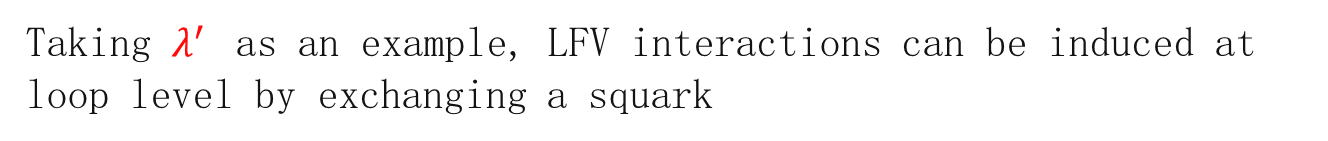 Taking λ′ as an example, LFV interactions can be induced at
loop level by exchanging a squark